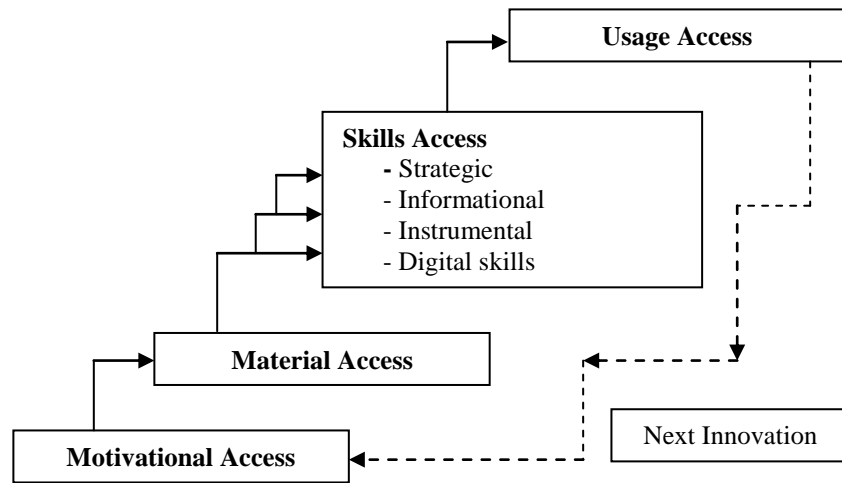 Usage Access
Skills Access
- Strategic
- Informational
- Instrumental
- Digital skills
Material Access
Next Innovation
Motivational Access